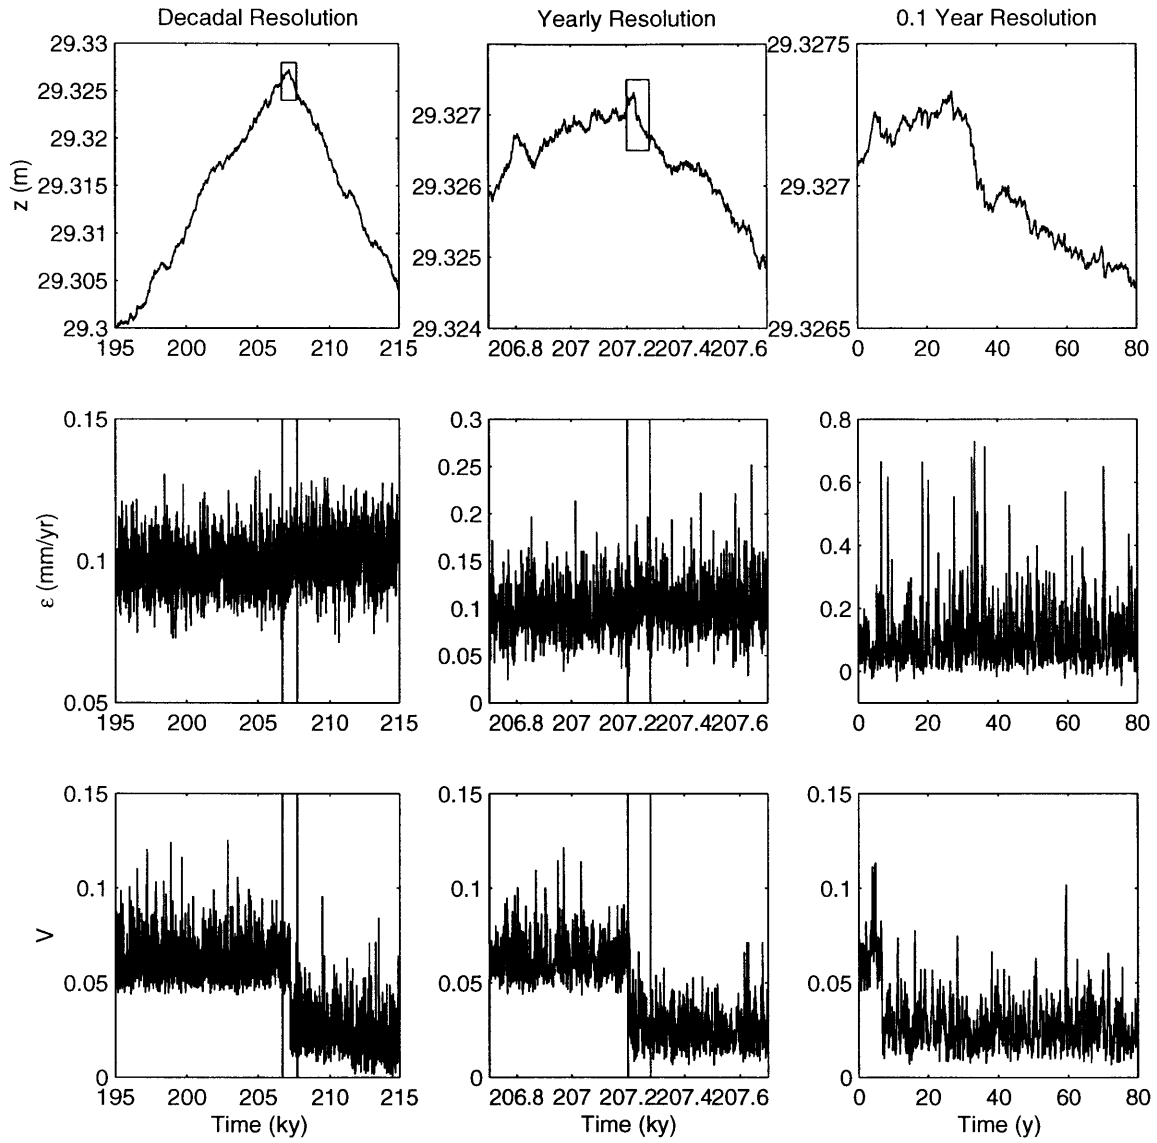 Decadal Resolution
Yearly Resolution
0.1 Year Resolution
29.33
29.325
29.32
29.315
29.31
29.305
29.3
z (m)
195 200 205 210 215
29.327
29.326
29.325
29.324
206.8 207 207.2 207.4 207.6
29.3275
29.327
29.3265
0 20 40 60 80
0.15
0.1
0.05
ε (mm/yr)
195 200 205 210 215
0.3
0.25
0.2
0.15
0.1
0.05
0
206.8 207 207.2 207.4 207.6
0.8
0.6
0.4
0.2
0
0 20 40 60 80
0.15
0.1
0.05
0
V
195 200 205 210 215
Time (ky)
0.15
0.1
0.05
0
206.8 207 207.2 207.4 207.6
Time (ky)
0.15
0.1
0.05
0
0 20 40 60 80
Time (y)